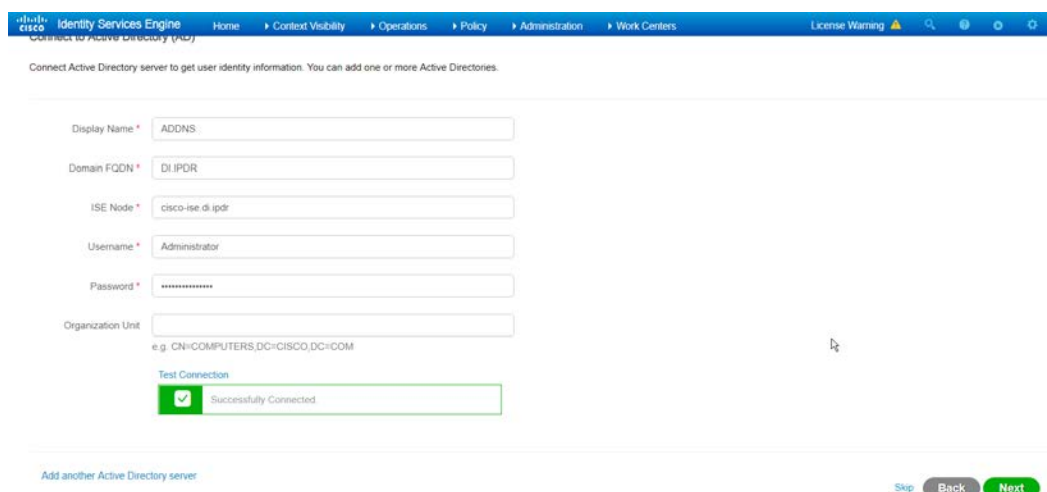 cisco Identity Services Engine Home Context Visibility Operations Policy Administration Work Centers License Warning
Connect to Active Directory (AD)
Connect Active Directory server to get user identity information. You can add one or more Active Directories.
Display Name * ADDNS
Domain FQDN * DI.IPDR
ISE Node * cisco-ise.di.ipdr
Username * Administrator
Password * •••••••••••••••
Organization Unit
e.g. CN=COMPUTERS,DC=CISCO,DC=COM
Test Connection
Successfully Connected
Add another Active Directory server
Skip Back Next